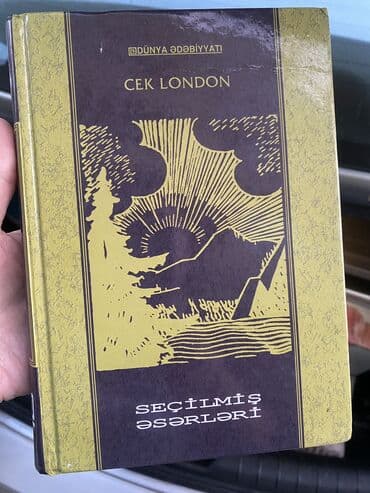 DÜNYA ƏDƏBİYYATI
CEK LONDON
SEÇİLMİŞ
ƏSƏRLƏRİ